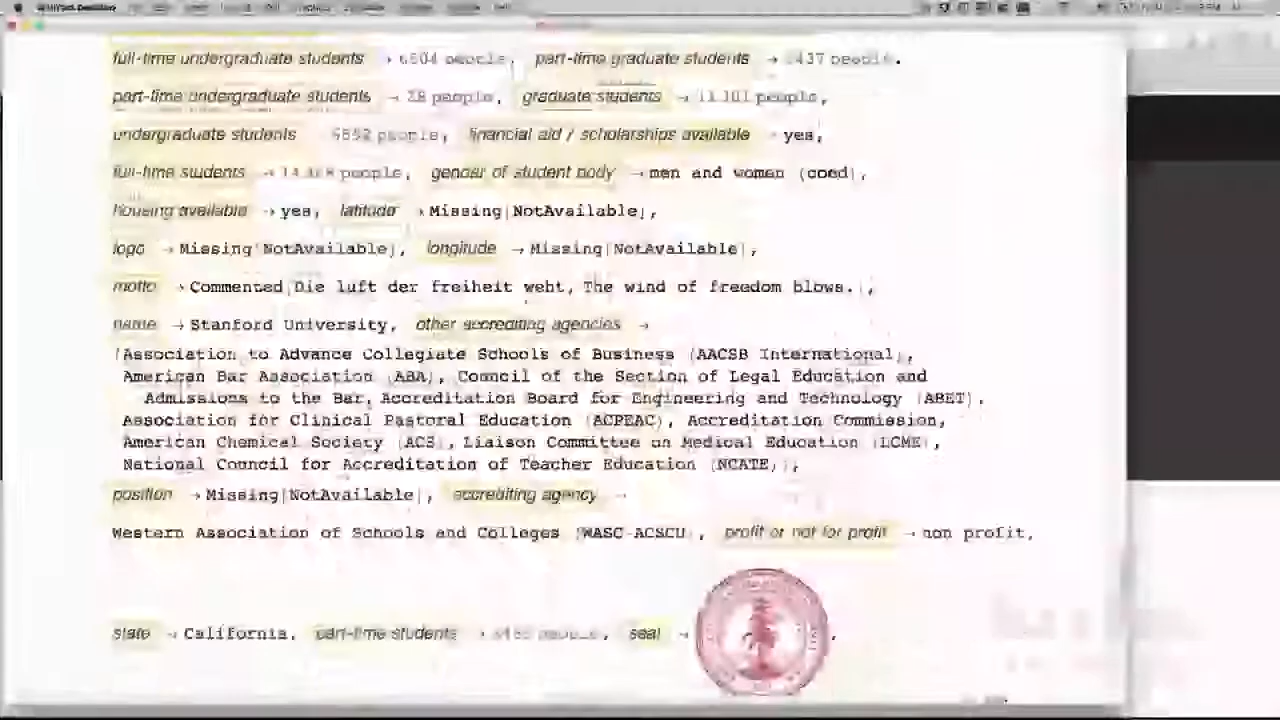 full-time undergraduate students → 6504 people, part-time graduate students → 437 people.
part-time undergraduate students → 28 people, graduate students → people,
undergraduate students people, financial aid / scholarships available → yes,
full-time students → people, gender of student body → men and women (coed),
housing available → yes, latitude → Missing[NotAvailable],
logo → Missing[NotAvailable], longitude → Missing[NotAvailable],
motto → Commented[Die luft der freiheit weht, The wind of freedom blows.],
name → Stanford University, other accrediting agencies →
{Association to Advance Collegiate Schools of Business (AACSB International),
American Bar Association (ABA), Council of the Section of Legal Education and
Admissions to the Bar, Accreditation Board for Engineering and Technology (ABET),
Association for Clinical Pastoral Education (ACPEAC), Accreditation Commission,
American Chemical Society (ACS), Liaison Committee on Medical Education (LCME),
National Council for Accreditation of Teacher Education (NCATE)},
position → Missing[NotAvailable], accrediting agency →
Western Association of Schools and Colleges (WASC-ACSCU), profit or not for profit → non profit,
state → California, part-time students → people, seal → ,